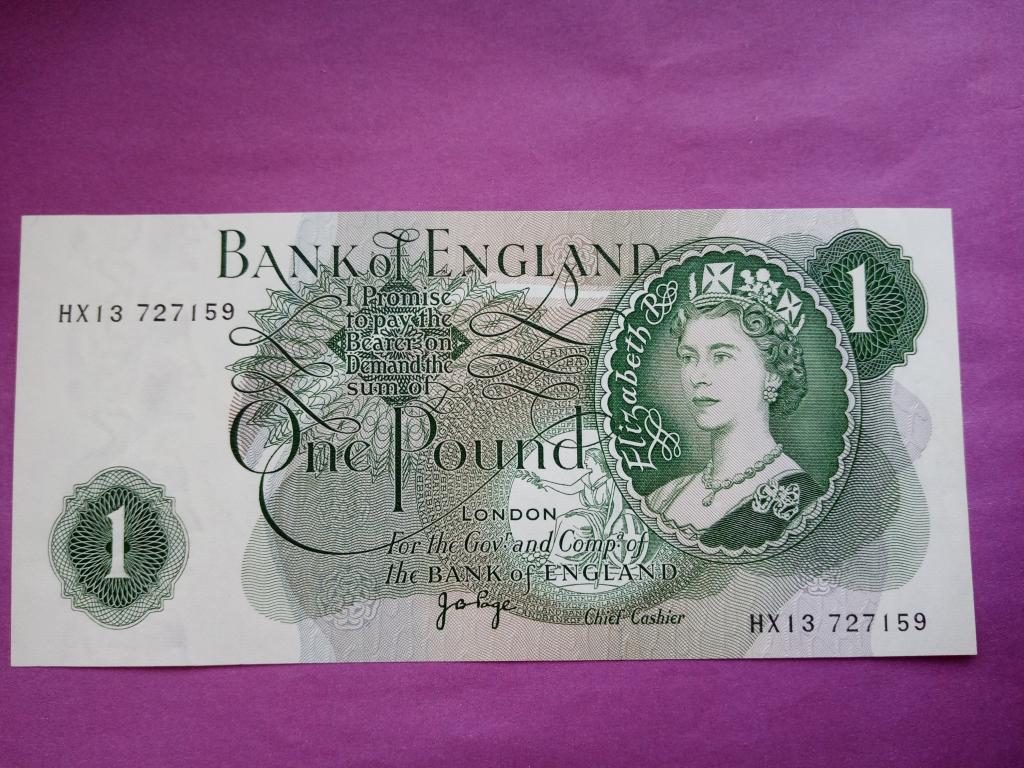 BANK of ENGLAND
HX13 727159
I Promise
to pay the
Bearer on
Demand the
sum of
One Pound
LONDON
For the Govr. and Compa. of
the BANK of ENGLAND
J B Page
Chief Cashier
Elizabeth R
1
1
HX13 727159